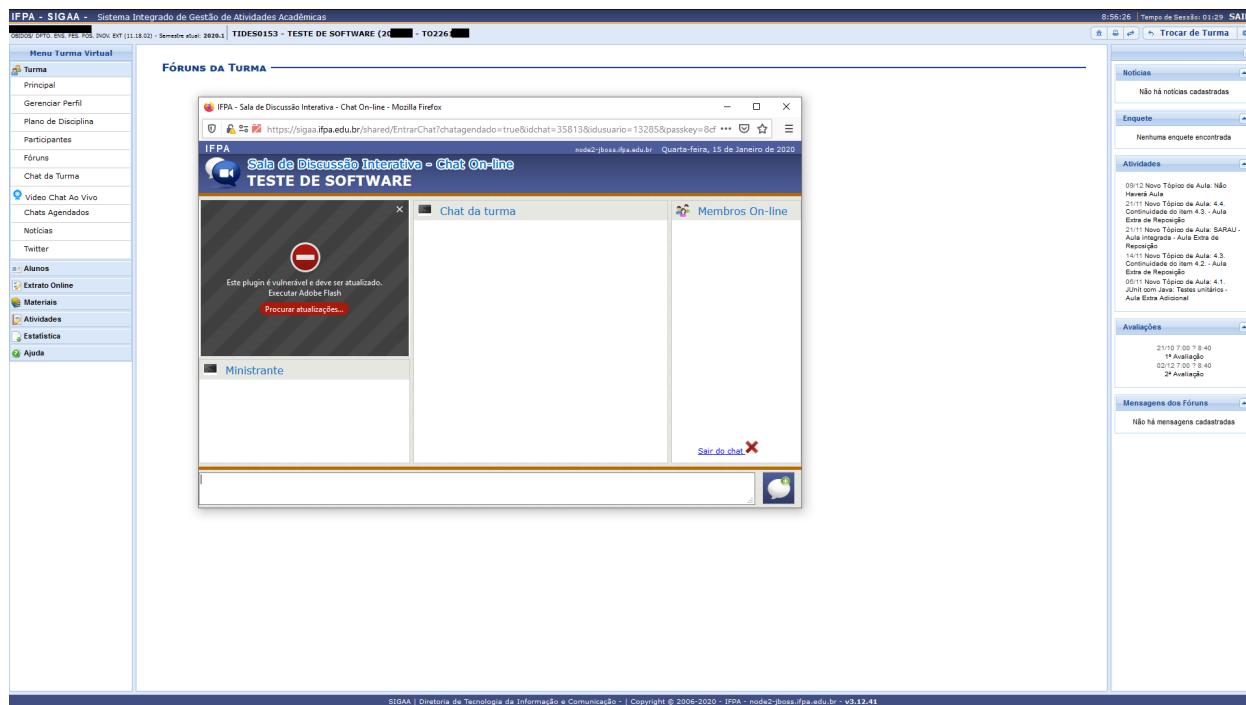 IFPA - SIGAA - Sistema Integrado de Gestão de Atividades Acadêmicas
8:56:26 | Tempo de Sessão: 01:29 SAI
OBIDOS/ DPTO. ENS. PES. POS. INOV. EXT (11.18.02) - Semestre atual: 2020.1
TIDES0153 - TESTE DE SOFTWARE (20 - TO2261
Trocar de Turma
Menu Turma Virtual
Turma
Principal
Gerenciar Perfil
Plano de Disciplina
Participantes
Fóruns
Chat da Turma
Video Chat Ao Vivo
Chats Agendados
Notícias
Twitter
Alunos
Extrato Online
Materiais
Atividades
Estatística
Ajuda
FÓRUNS DA TURMA
IFPA - Sala de Discussão Interativa - Chat On-line - Mozilla Firefox
https://sigaa.ifpa.edu.br/shared/EntrarChat?chatagendado=true&idchat=35813&idusuario=13285&passkey=8cf
IFPA
node2-jboss.ifpa.edu.br Quarta-feira, 15 de Janeiro de 2020
Sala de Discussão Interativa - Chat On-line
TESTE DE SOFTWARE
Este plugin é vulnerável e deve ser atualizado.
Executar Adobe Flash
Procurar atualizações...
Ministrante
Chat da turma
Membros On-line
Sair do chat
Notícias
Não há notícias cadastradas
Enquete
Nenhuma enquete encontrada
Atividades
09/12 Novo Tópico de Aula: Não
Haverá Aula
21/11 Novo Tópico de Aula: 4.4.
Continuidade do item 4.3. - Aula
Extra de Reposição
21/11 Novo Tópico de Aula: SARAU -
Aula integrada - Aula Extra de
Reposição
14/11 Novo Tópico de Aula: 4.3.
Continuidade do item 4.2. - Aula
Extra de Reposição
06/11 Novo Tópico de Aula: 4.1.
JUnit com Java: Testes unitários -
Aula Extra Adicional
Avaliações
21/10 7:00 ? 8:40
1ª Avaliação
02/12 7:00 ? 8:40
2ª Avaliação
Mensagens dos Fóruns
Não há mensagens cadastradas
SIGAA | Diretoria de Tecnologia da Informação e Comunicação - | Copyright © 2006-2020 - IFPA - node2-jboss.ifpa.edu.br - v3.12.41